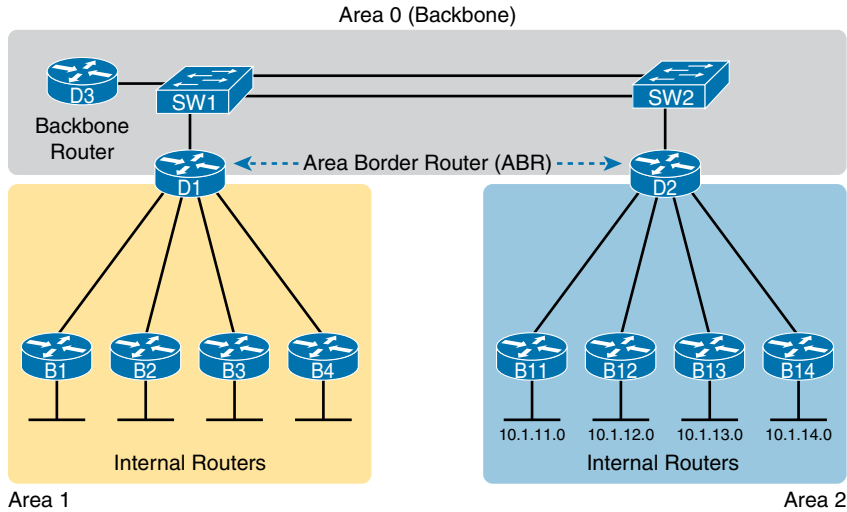 Area 0 (Backbone)
D3
SW1
SW2
Backbone
Router
Area Border Router (ABR)
D1
D2
B1
B2
B3
B4
B11
B12
B13
B14
10.1.11.0
10.1.12.0
10.1.13.0
10.1.14.0
Internal Routers
Internal Routers
Area 1
Area 2